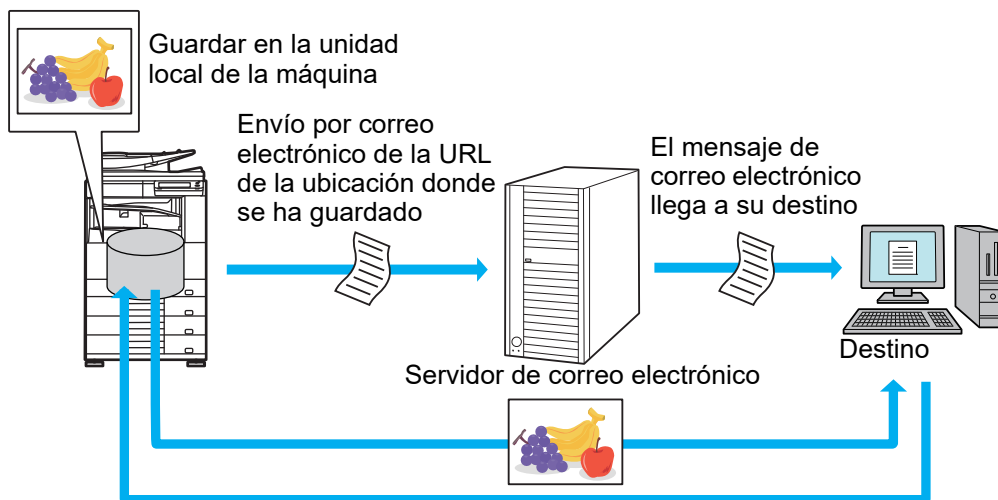 Guardar en la unidad
local de la máquina
Envío por correo
electrónico de la URL
de la ubicación donde
se ha guardado
El mensaje de
correo electrónico
llega a su destino
Destino
Servidor de correo electrónico